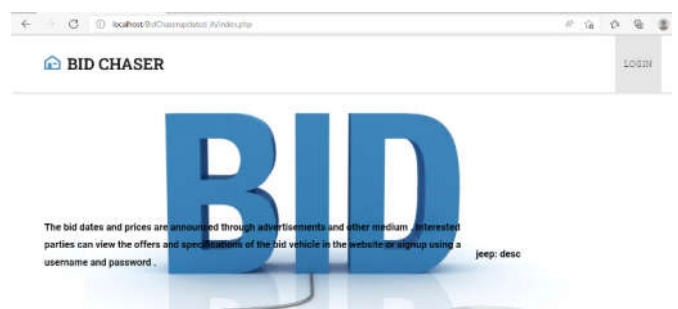 localhost/BidChaserupdated_jfy/index.php
BID CHASER
LOGIN
BID
The bid dates and prices are announced through advertisements and other medium . Interested
parties can view the offers and specifications of the bid vehicle in the website or signup using a
username and password .
jeep: desc